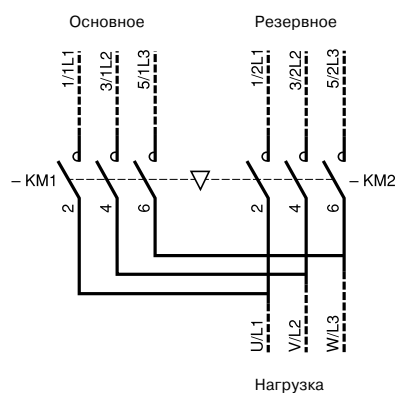 Основное Резервное
1/1L1 3/1L2 5/1L3 1/2L1 3/2L2 5/2L3
– KM1 – KM2
2 4 6 2 4 6
U/L1 V/L2 W/L3
Нагрузка